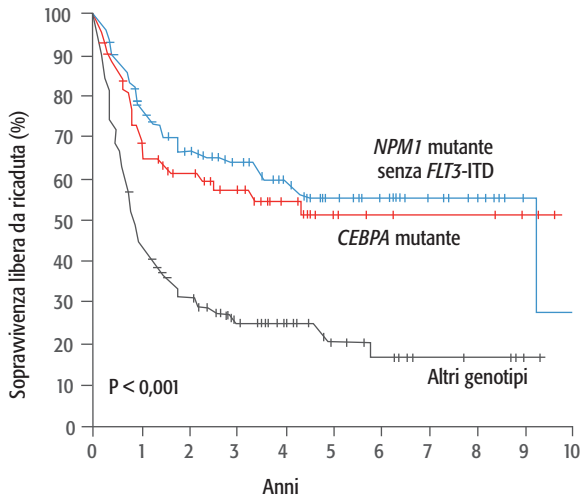 Sopravvivenza libera da ricaduta (%)
100
90
80
70
60
50
40
30
20
10
0
NPM1 mutante
senza FLT3-ITD
CEBPA mutante
Altri genotipi
P < 0,001
0 1 2 3 4 5 6 7 8 9 10
Anni